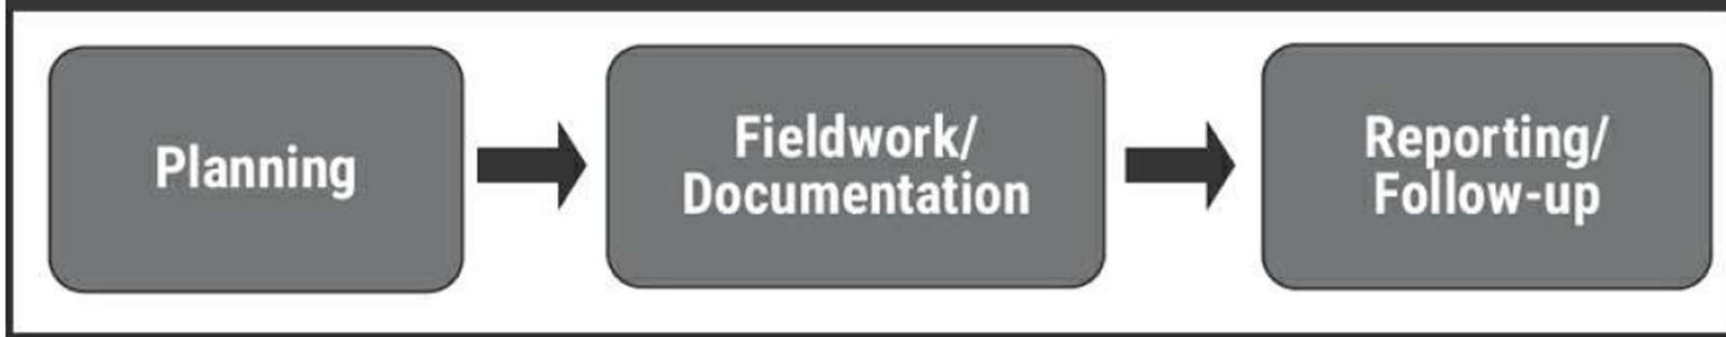 Planning
Fieldwork/
Documentation
Reporting/
Follow-up